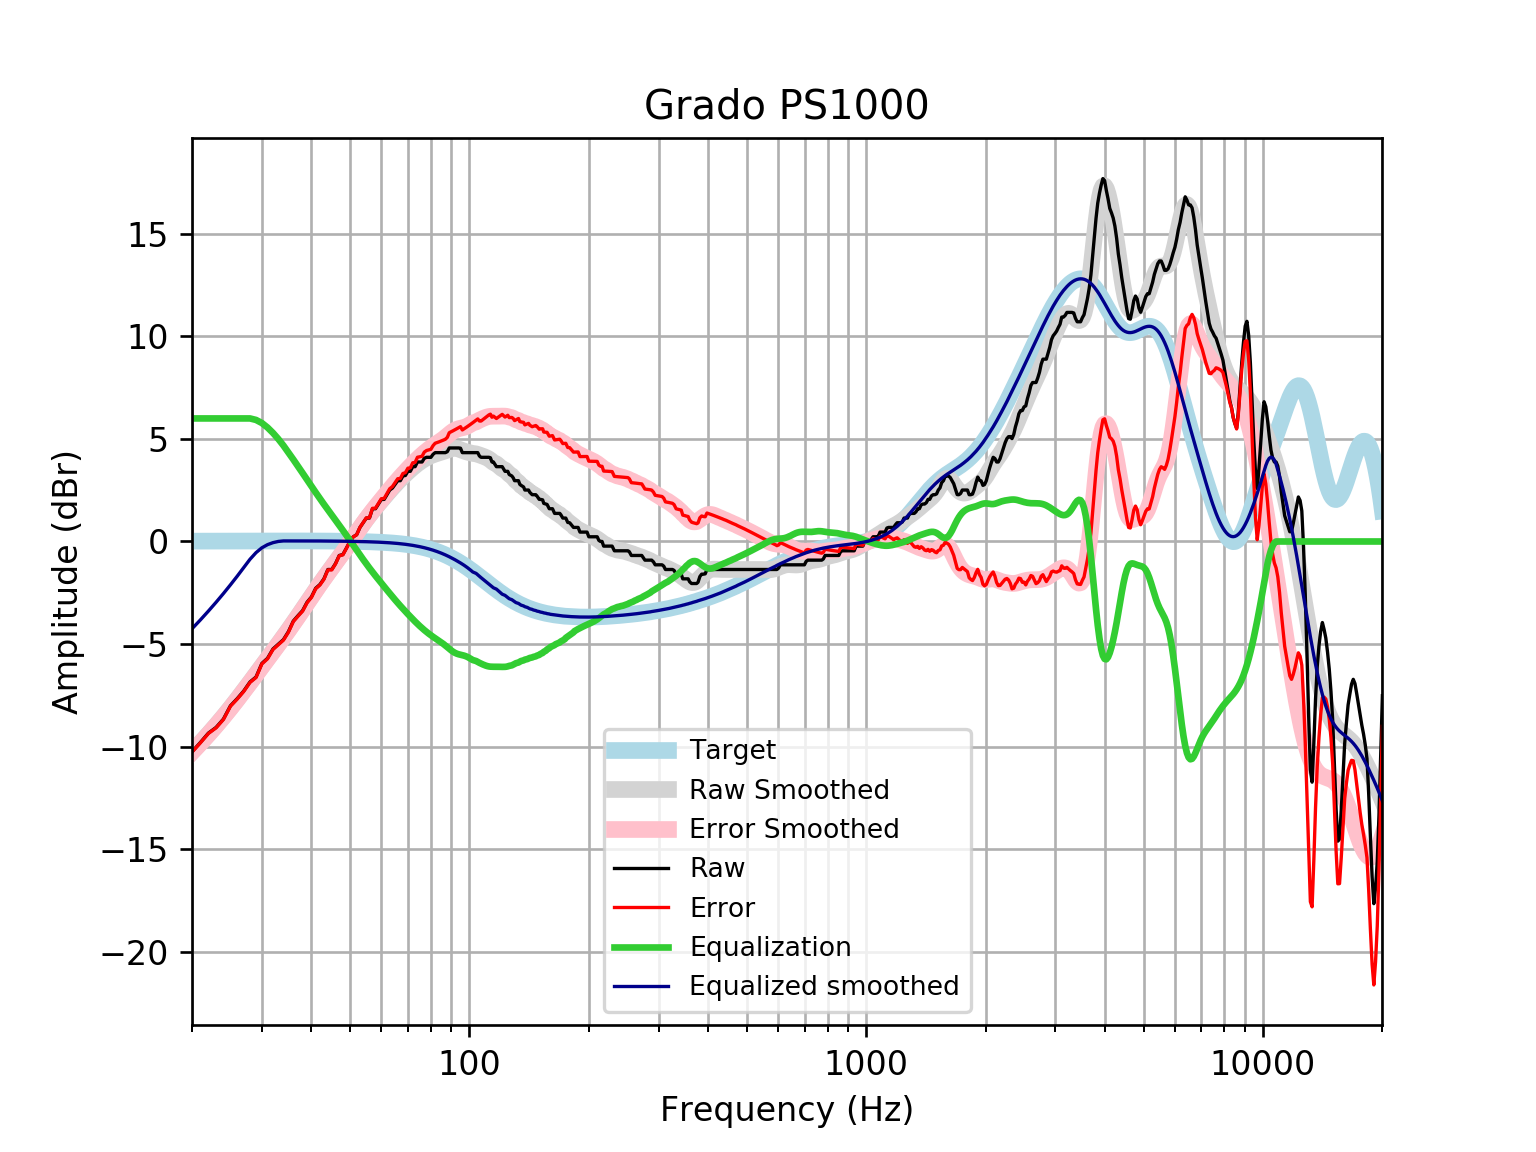 Grado PS1000
Amplitude (dBr)
15
10
5
0
−5
−10
−15
−20
Target
Raw Smoothed
Error Smoothed
Raw
Error
Equalization
Equalized smoothed
100 1000 10000
Frequency (Hz)